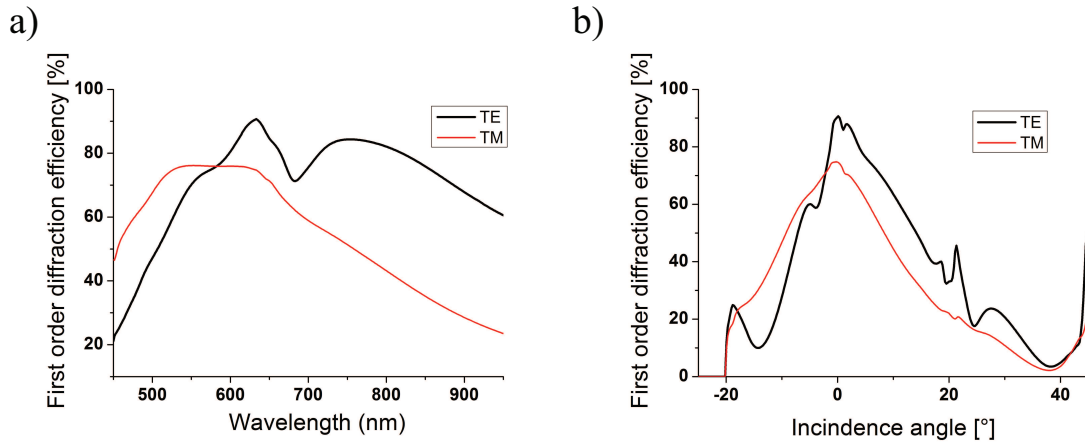 a)
First order diffraction efficiency [%]
100
80
60
40
20
500
600
700
800
900
Wavelength (nm)
TE
TM
b)
First order diffraction efficiency [%]
100
80
60
40
20
0
-20
0
20
40
Incindence angle [°]
TE
TM